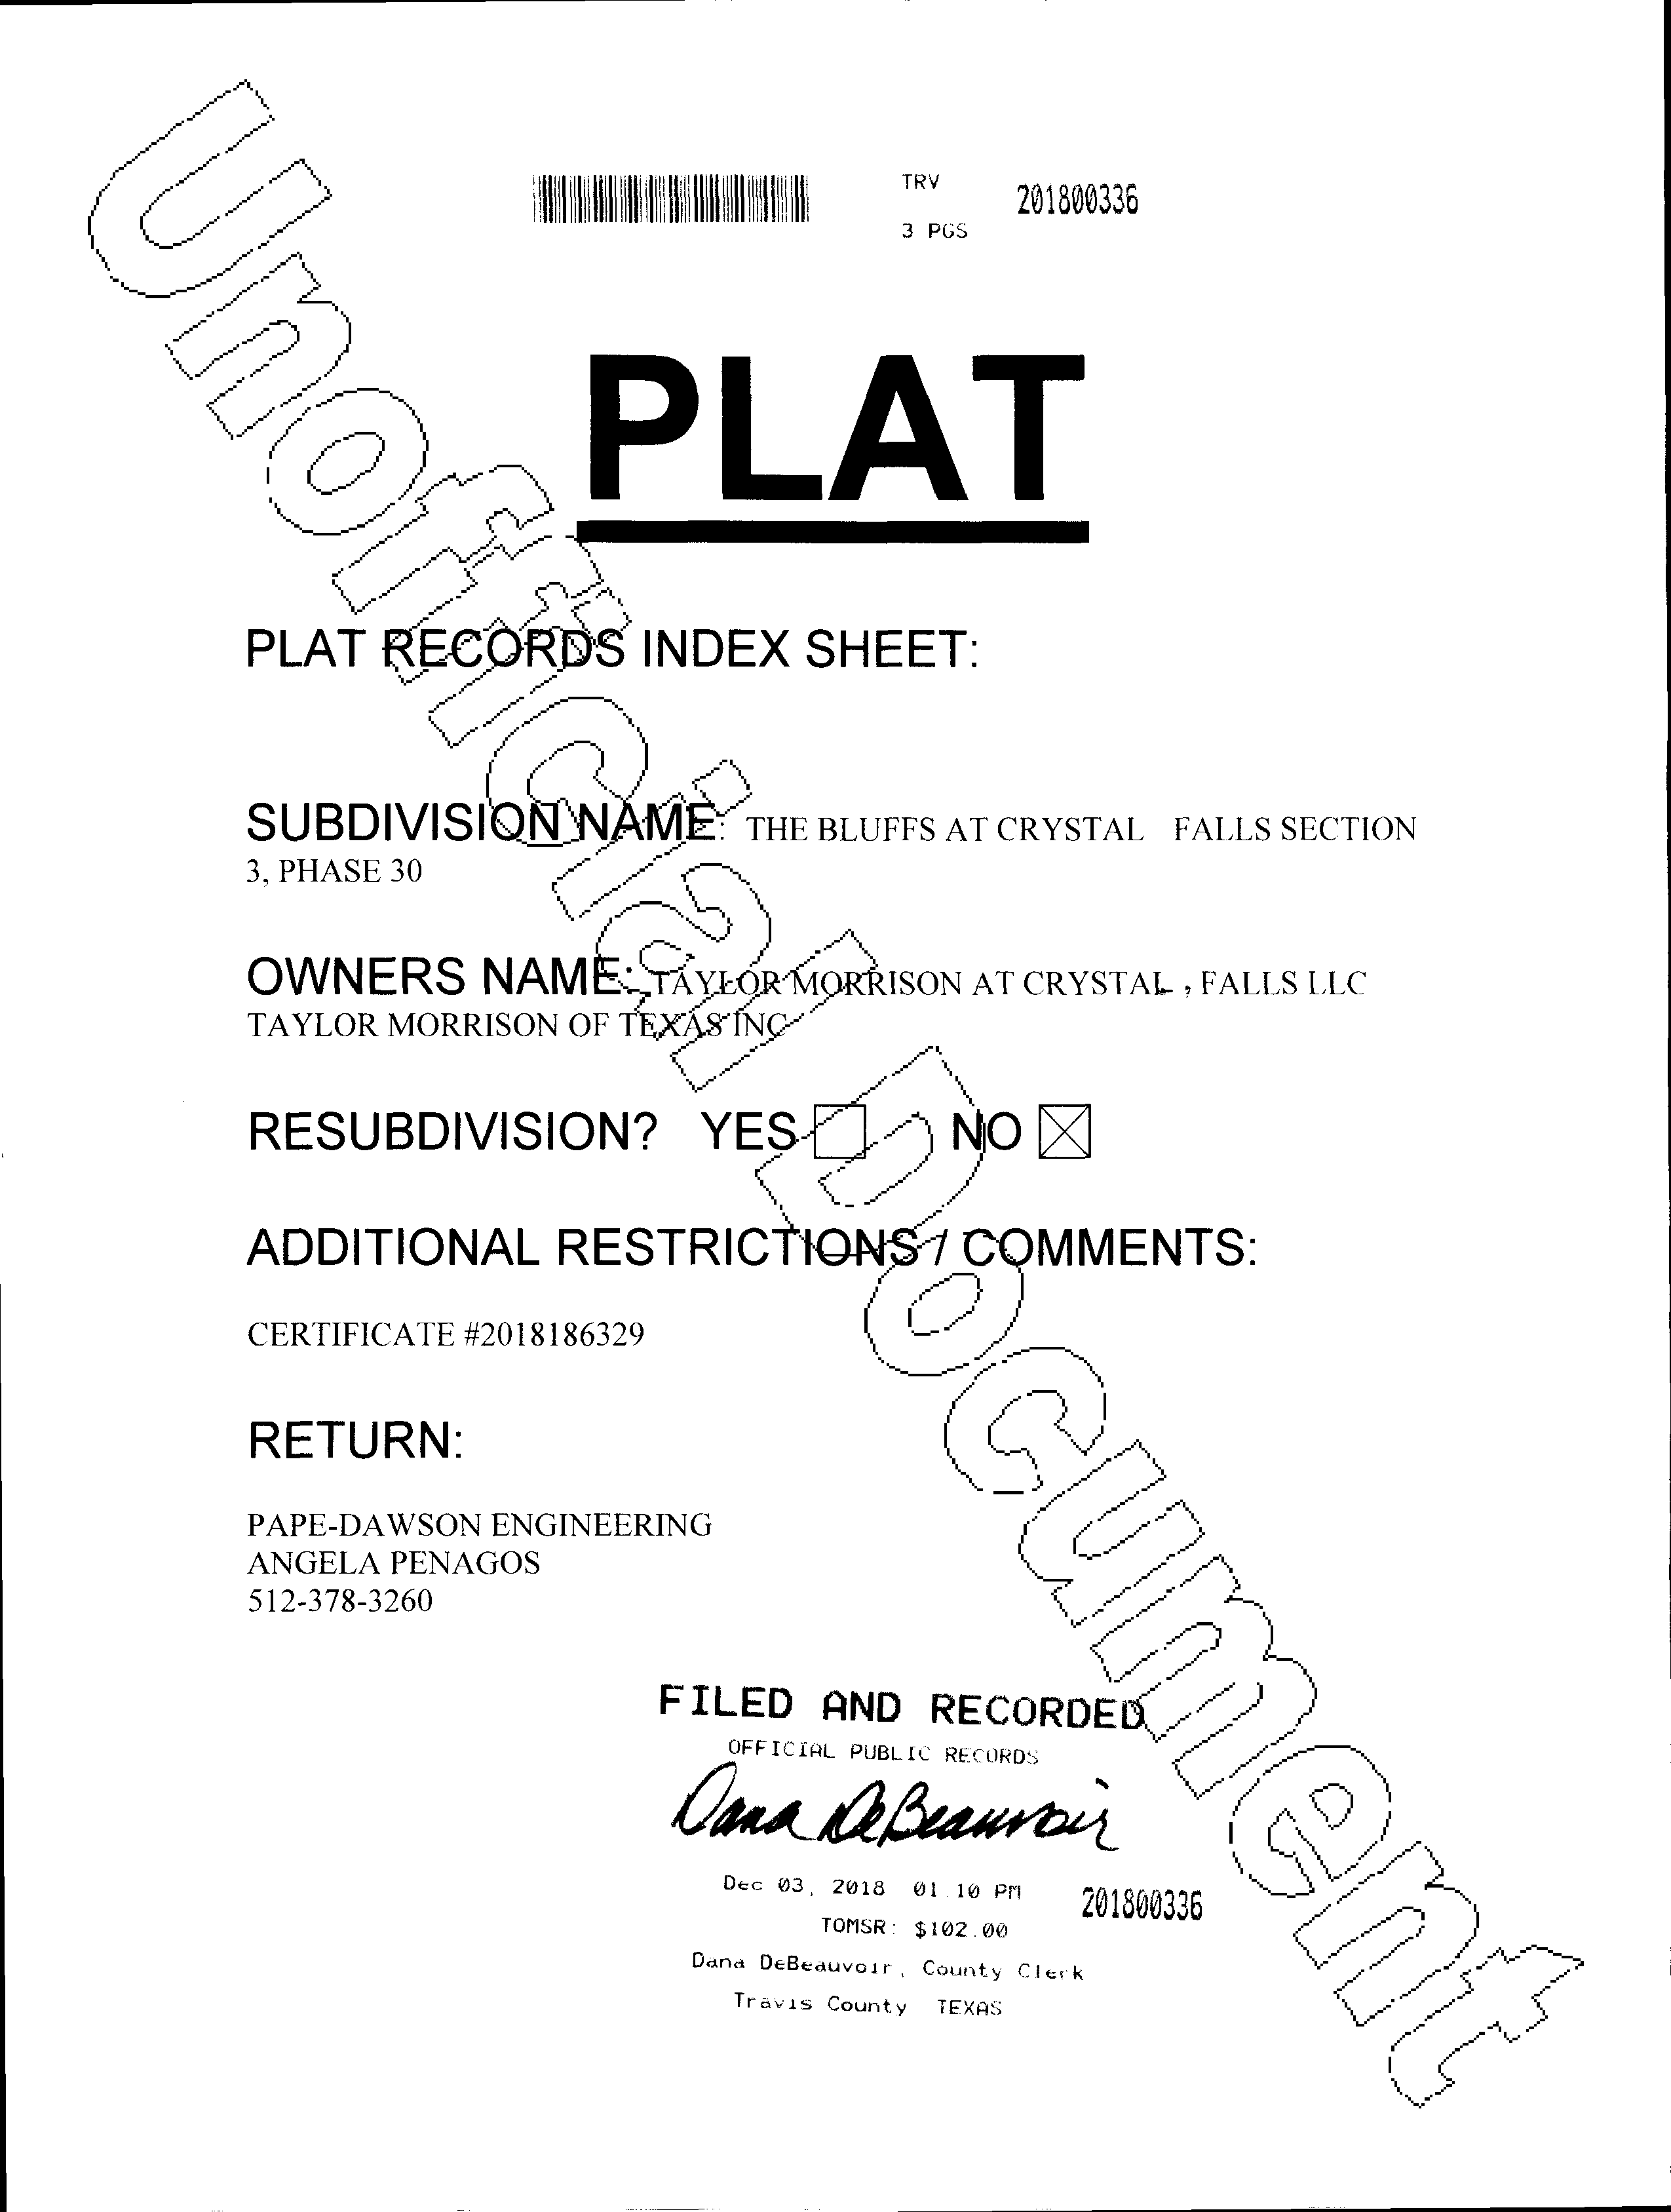 TRV 201800336
3 PGS
PLAT
PLAT RECORDS INDEX SHEET:
SUBDIVISION NAME: THE BLUFFS AT CRYSTAL FALLS SECTION
3, PHASE 30
OWNERS NAME: TAYLOR MORRISON AT CRYSTAL , FALLS LLC
TAYLOR MORRISON OF TEXAS INC
RESUBDIVISION? YES ☐ NO ☒
ADDITIONAL RESTRICTIONS / COMMENTS:
CERTIFICATE #2018186329
RETURN:
PAPE-DAWSON ENGINEERING
ANGELA PENAGOS
512-378-3260
FILED AND RECORDED
OFFICIAL PUBLIC RECORDS
Dana DeBeauvoir
Dec 03, 2018 01 10 PM 201800336
TOMSR: $102.00
Dana DeBeauvoir, County Clerk
Travis County TEXAS
Unofficial Document